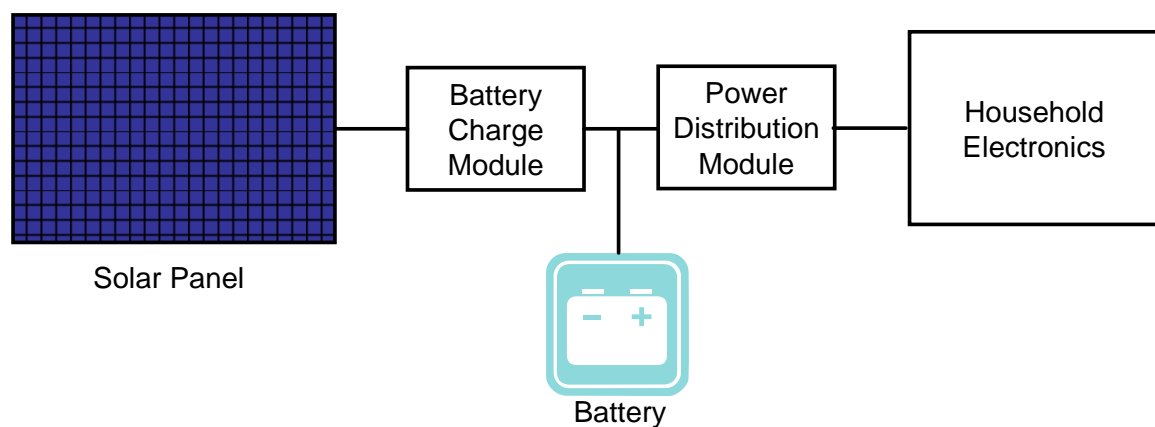 Battery
Charge
Module
Power
Distribution
Module
Household
Electronics
Solar Panel
Battery